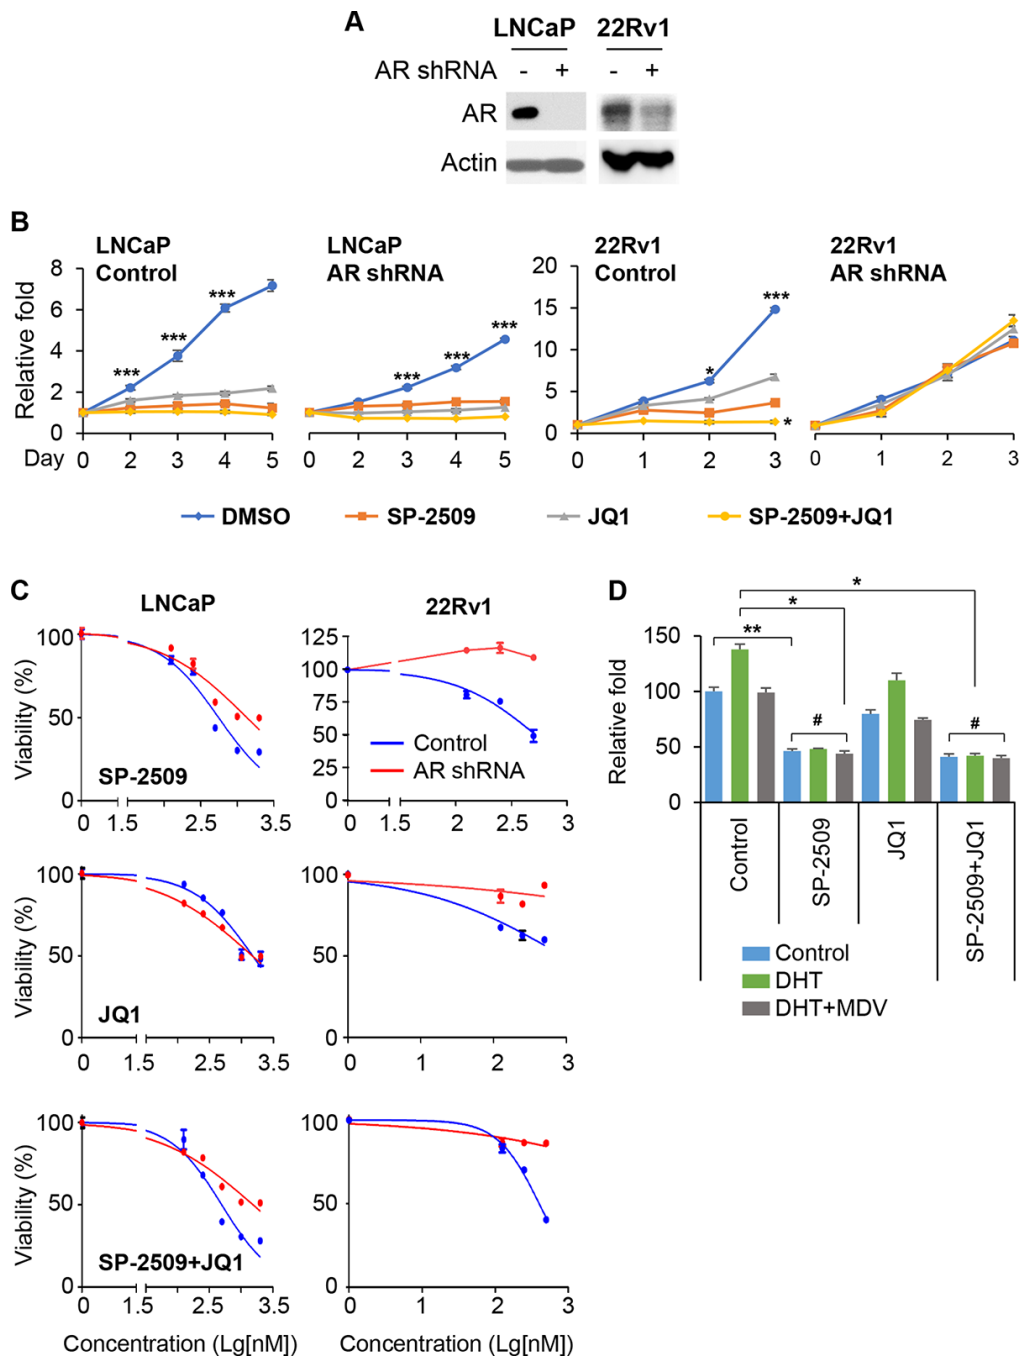 A
LNCaP 22Rv1
AR shRNA - + - +
AR
Actin
B
LNCaP Control
LNCaP AR shRNA
22Rv1 Control
22Rv1 AR shRNA
Relative fold
8
6
4
2
0
20
15
10
5
0
*** *** ***
*** *** ***
* *** *
Day 0 2 3 4 5
0 2 3 4 5
0 1 2 3
0 1 2 3
DMSO SP-2509 JQ1 SP-2509+JQ1
C
LNCaP 22Rv1
Viability (%)
100
50
0
SP-2509
0 1.5 2.5 3.5
125
100
75
50
25
0
Control
AR shRNA
0 1.5 2 2.5 3
Viability (%)
100
50
0
JQ1
0 1.5 2.5 3.5
100
50
0
0 1 2 3
Viability (%)
100
50
0
SP-2509+JQ1
0 1.5 2.5 3.5
100
50
0
0 1 2 3
Concentration (Lg[nM]) Concentration (Lg[nM])
D
*
*
**
# #
Relative fold
150
100
50
0
Control
SP-2509
JQ1
SP-2509+JQ1
Control
DHT
DHT+MDV